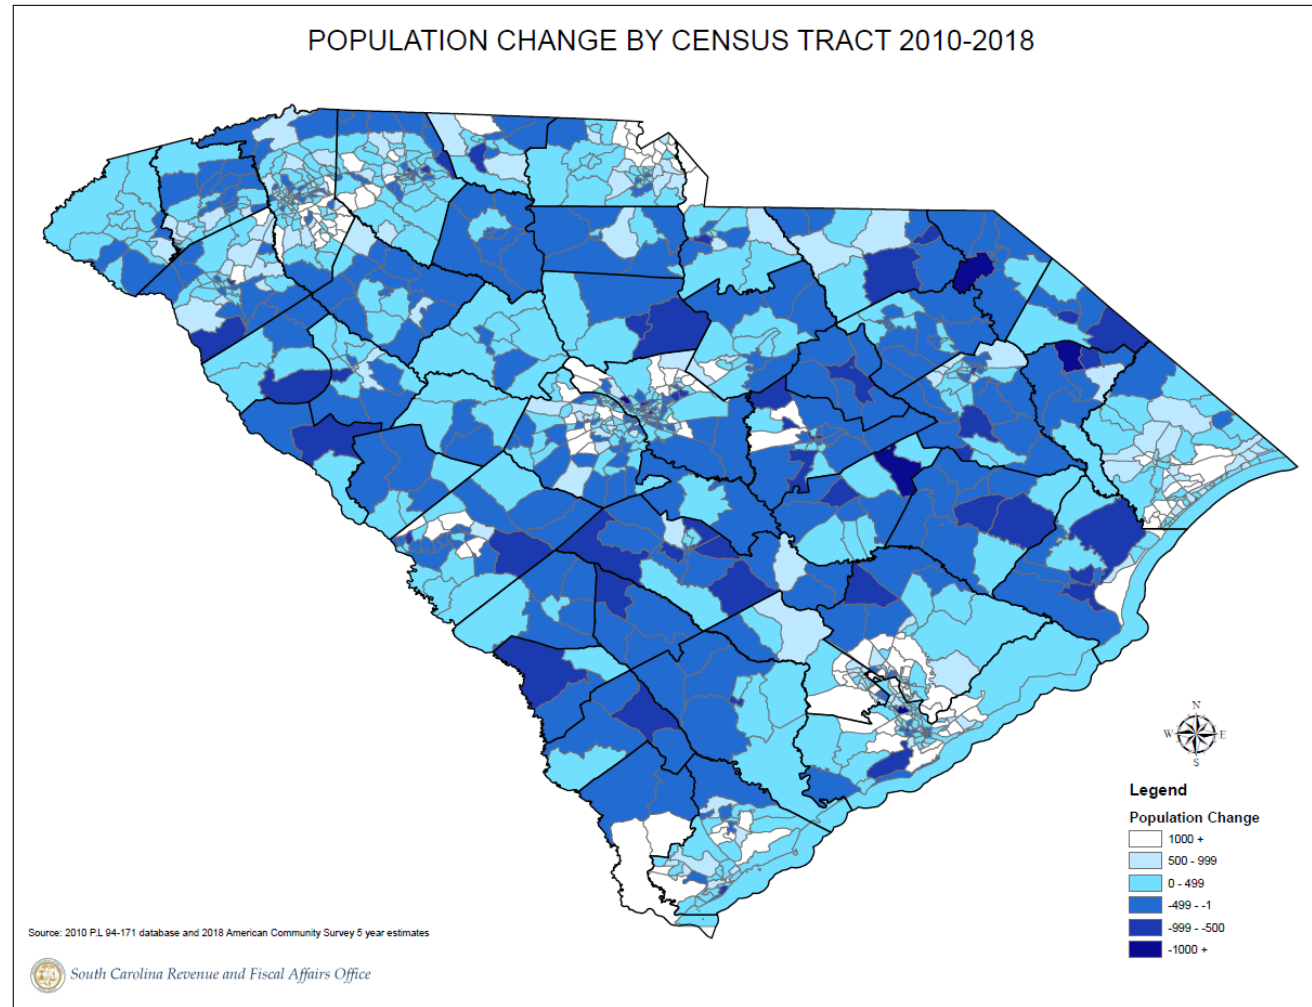 POPULATION CHANGE BY CENSUS TRACT 2010-2018
N
W E
S
Legend
Population Change
1000 +
500 - 999
0 - 499
-499 - -1
-999 - -500
-1000 +
Source: 2010 P.L 94-171 database and 2018 American Community Survey 5 year estimates
South Carolina Revenue and Fiscal Affairs Office